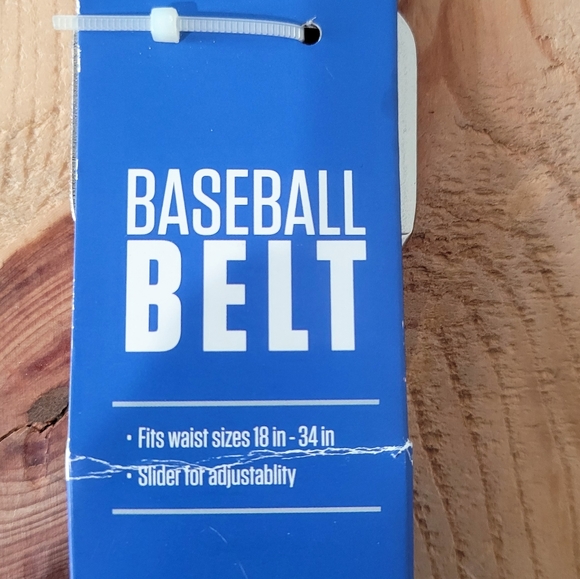 BASEBALL
BELT
• Fits waist sizes 18 in - 34 in
• Slider for adjustablity